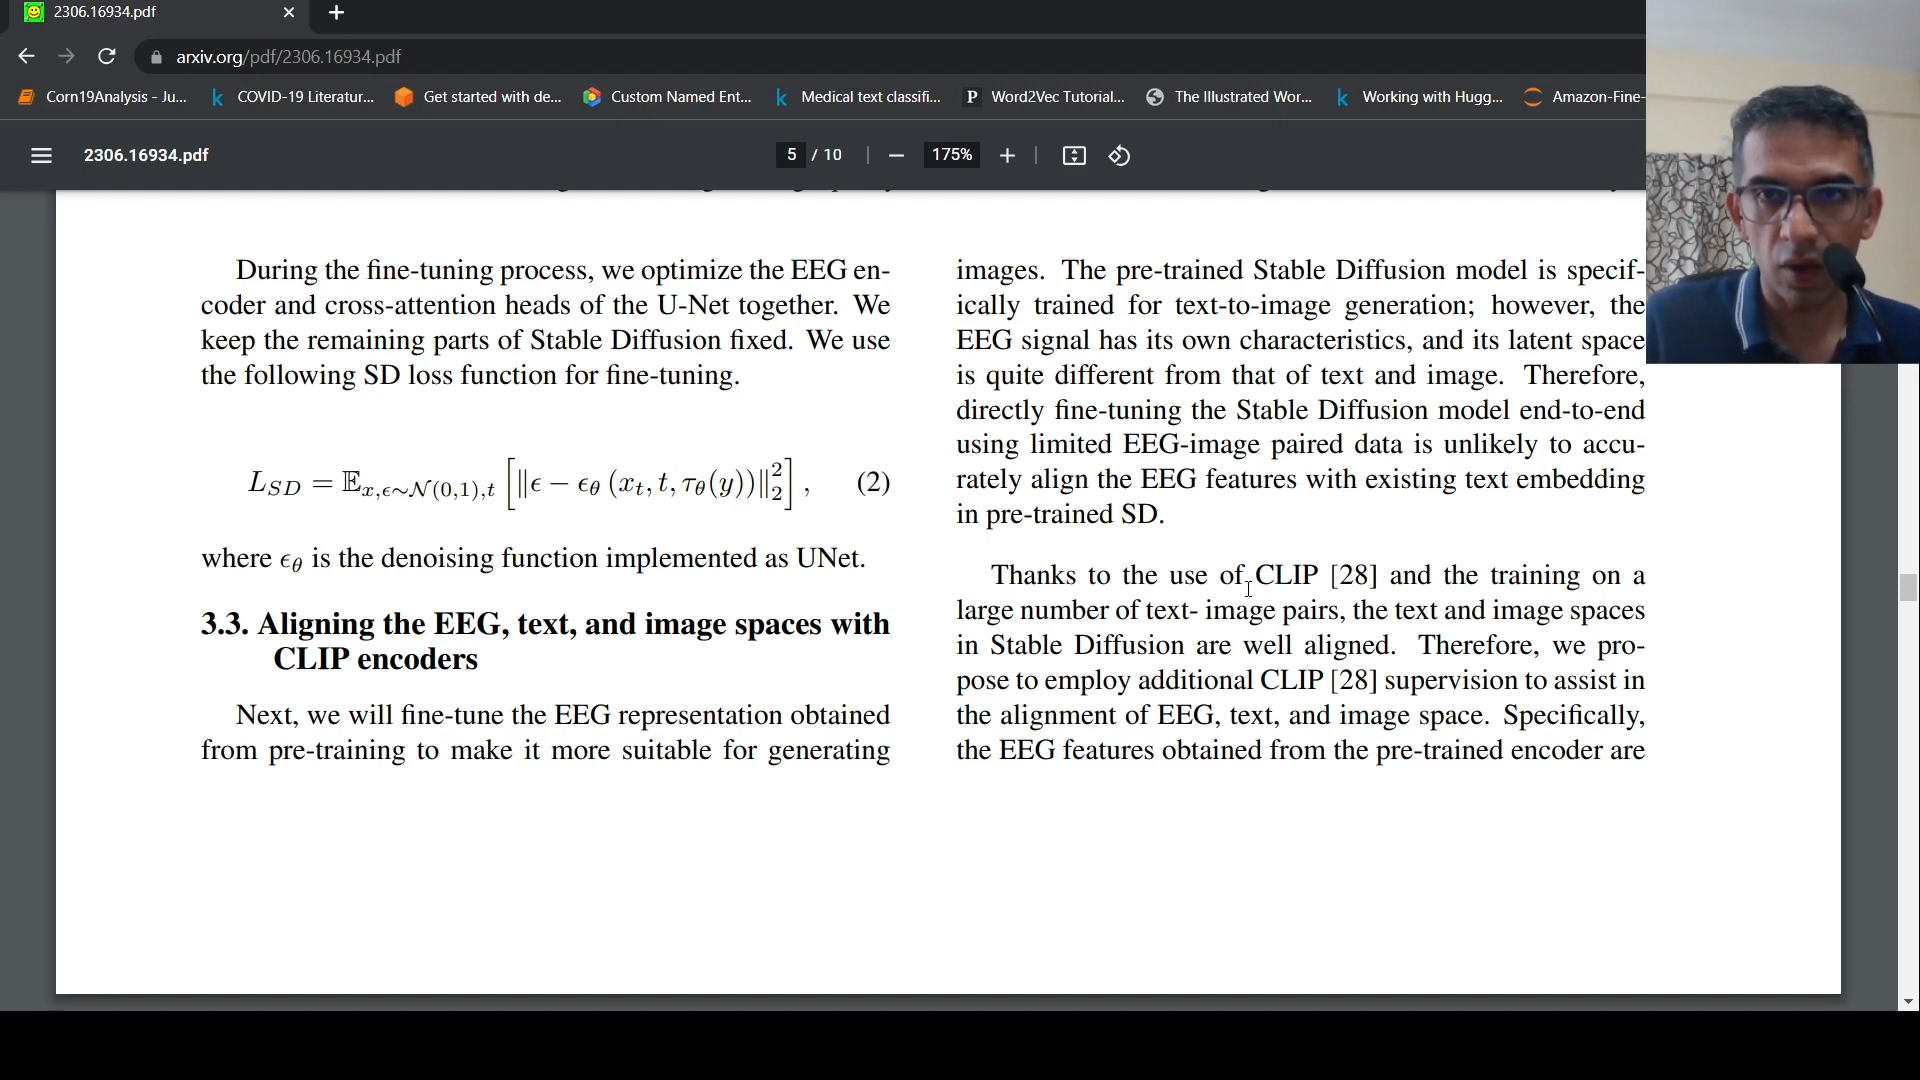 2306.16934.pdf
arxiv.org/pdf/2306.16934.pdf
Corn19Analysis - Ju...
COVID-19 Literatur...
Get started with de...
Custom Named Ent...
Medical text classifi...
Word2Vec Tutorial...
The Illustrated Wor...
Working with Hugg...
Amazon-Fine-
2306.16934.pdf
5 / 10
175%
During the fine-tuning process, we optimize the EEG en-
coder and cross-attention heads of the U-Net together. We
keep the remaining parts of Stable Diffusion fixed. We use
the following SD loss function for fine-tuning.
L_{SD} = 𝔼_{x,ϵ∼𝒩(0,1),t} [‖ϵ − ϵ_θ (x_t, t, τ_θ(y))‖_2^2] , (2)
where ϵ_θ is the denoising function implemented as UNet.
3.3. Aligning the EEG, text, and image spaces with
CLIP encoders
Next, we will fine-tune the EEG representation obtained
from pre-training to make it more suitable for generating
images. The pre-trained Stable Diffusion model is specif-
ically trained for text-to-image generation; however, the
EEG signal has its own characteristics, and its latent space
is quite different from that of text and image. Therefore,
directly fine-tuning the Stable Diffusion model end-to-end
using limited EEG-image paired data is unlikely to accu-
rately align the EEG features with existing text embedding
in pre-trained SD.
Thanks to the use of CLIP [28] and the training on a
large number of text- image pairs, the text and image spaces
in Stable Diffusion are well aligned. Therefore, we pro-
pose to employ additional CLIP [28] supervision to assist in
the alignment of EEG, text, and image space. Specifically,
the EEG features obtained from the pre-trained encoder are